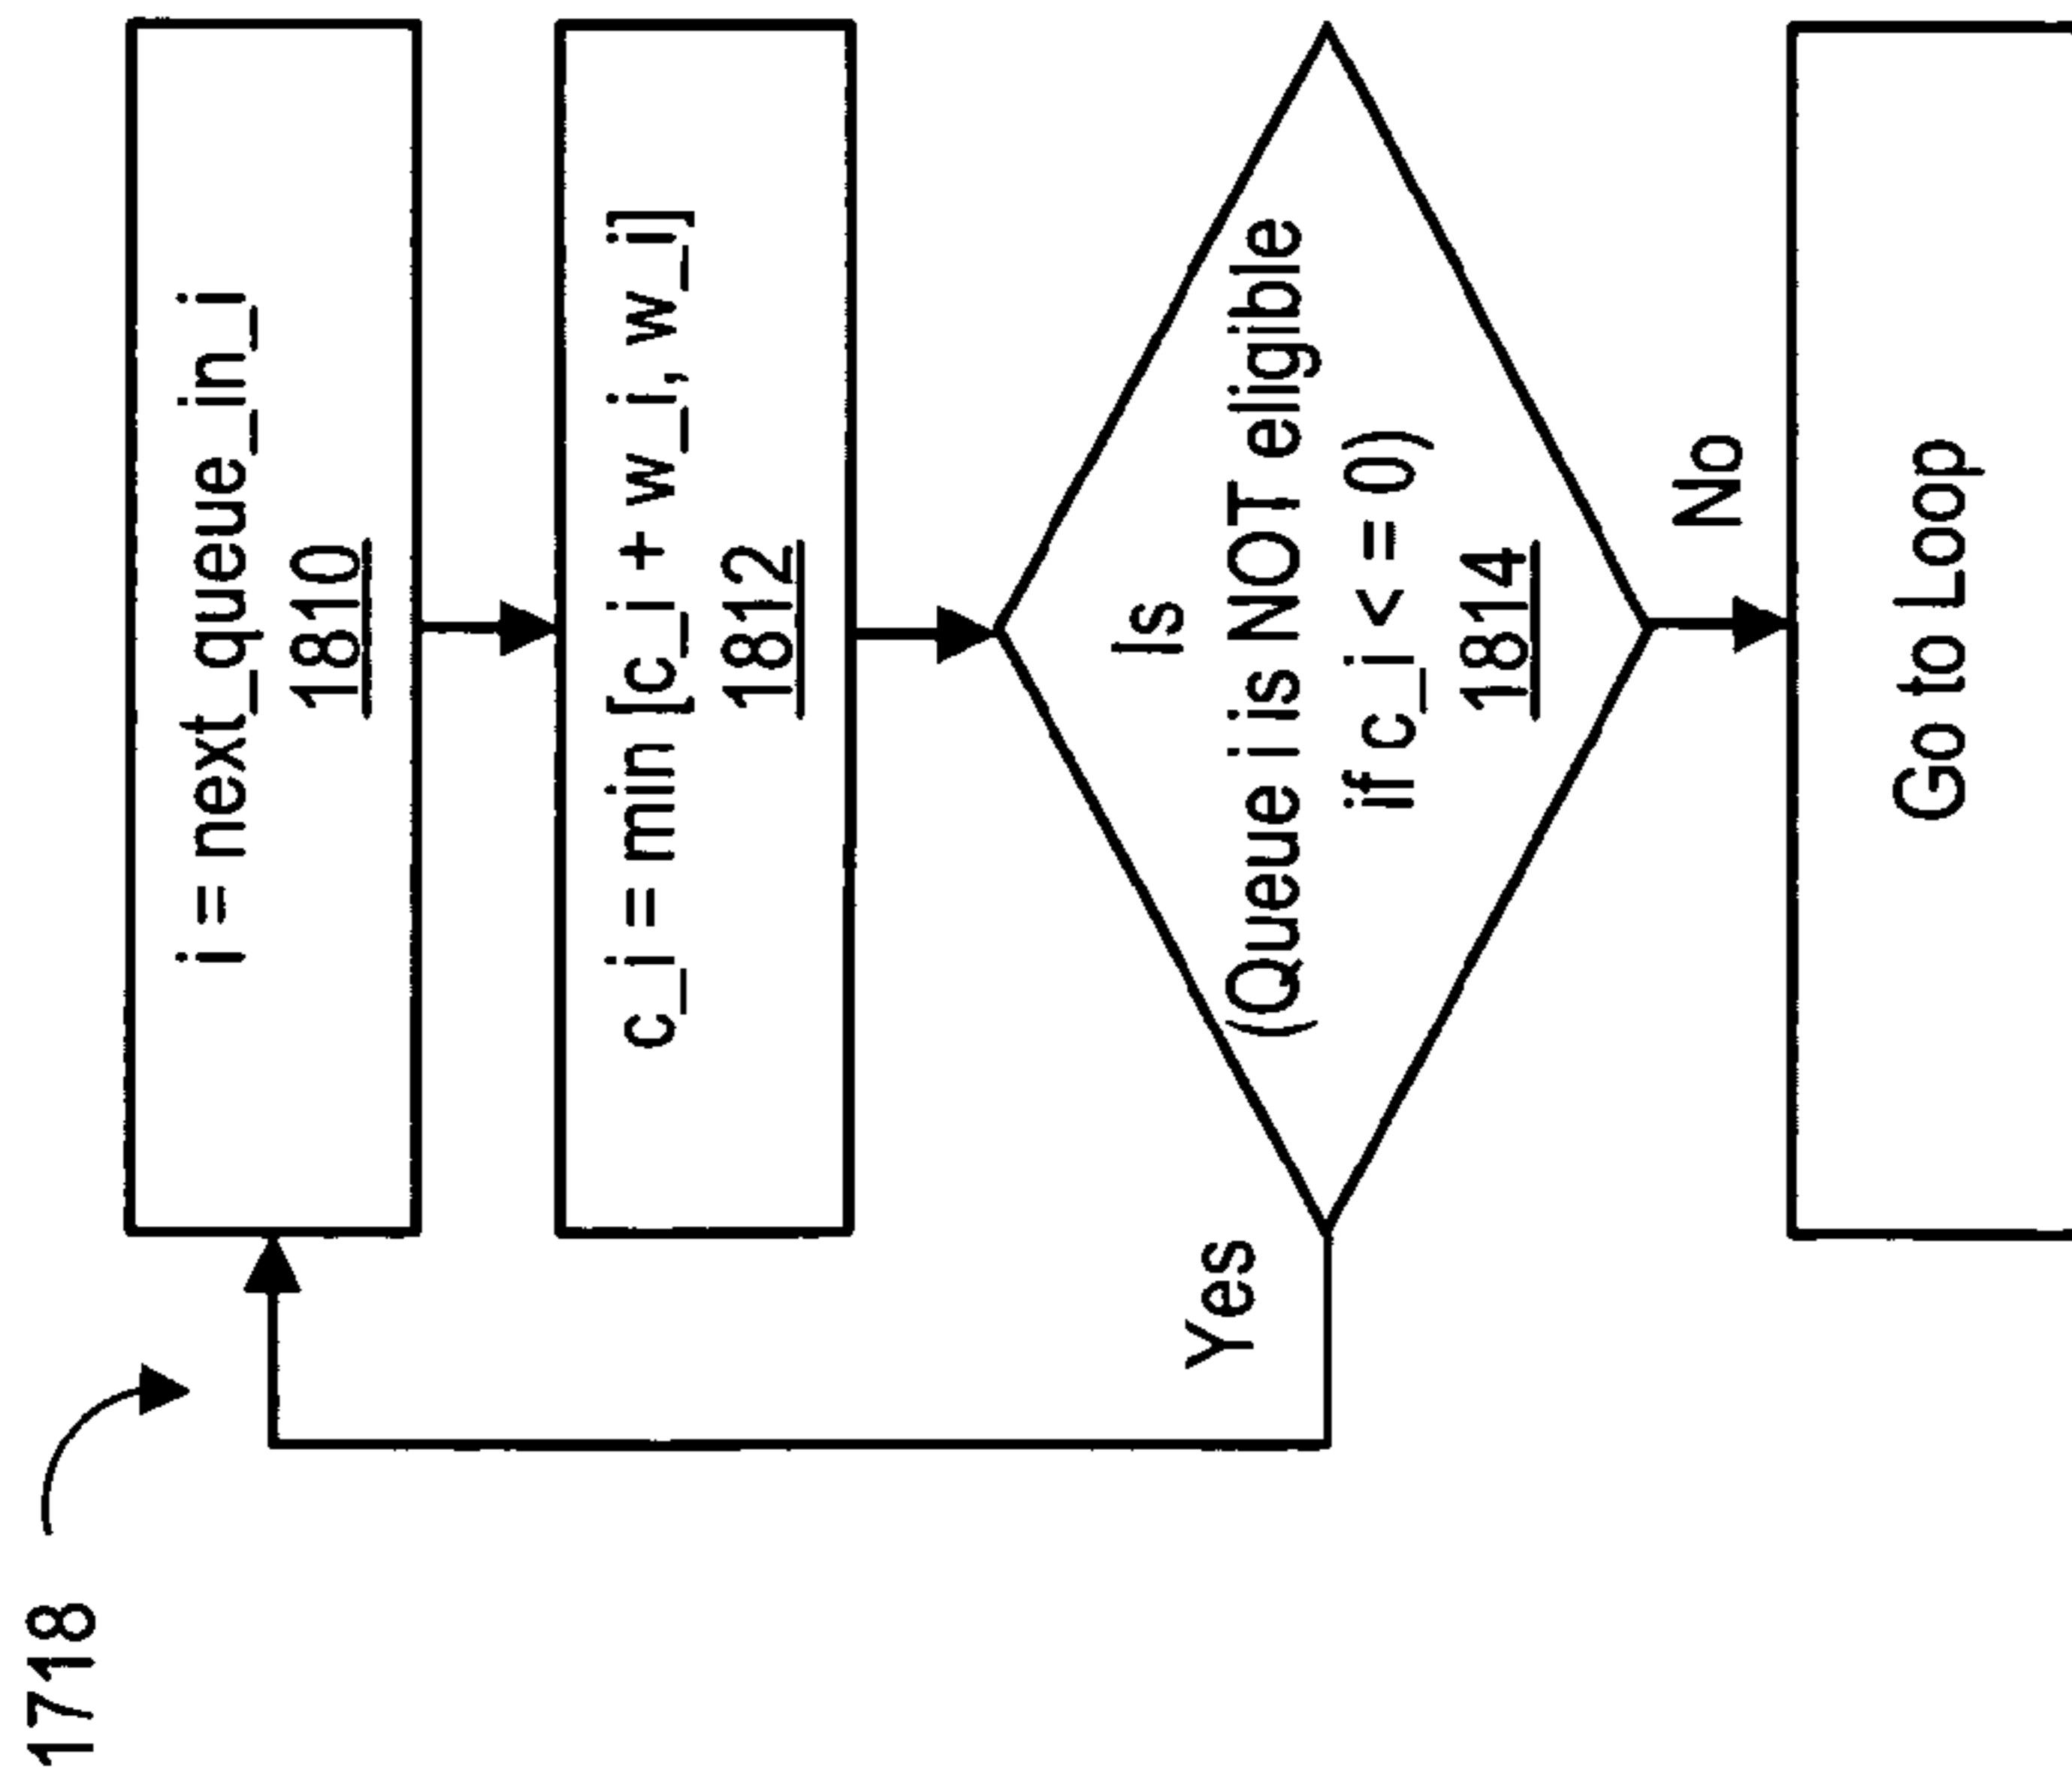 1718
i = next_queue_in_i
1810
c_i = min [c_i + w_i, w_i]
1812
Is
(Queue i is NOT eligible
if c_i < = 0)
1814
Yes
No
Go to Loop